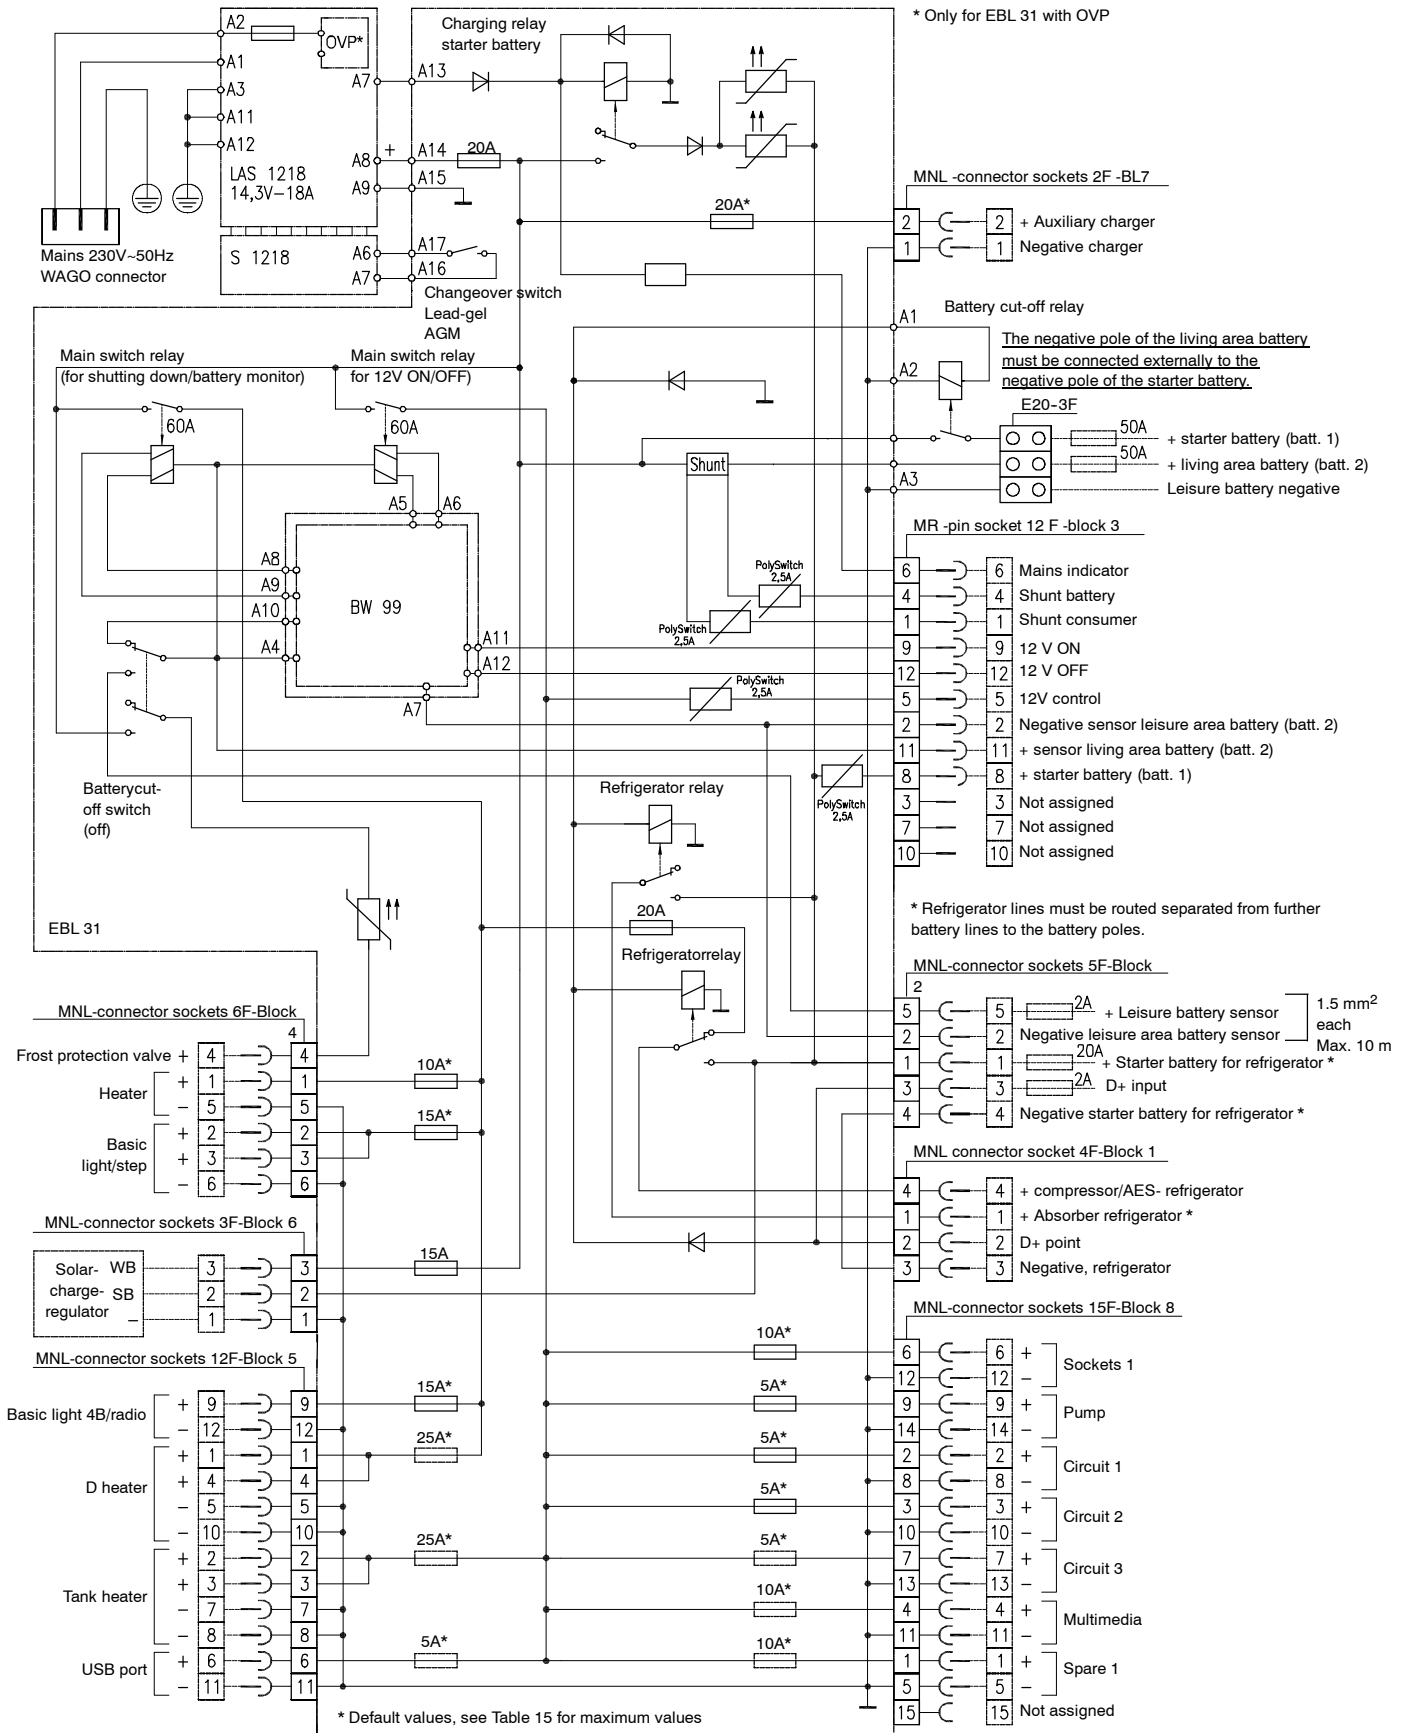 * Only for EBL 31 with OVP
A2
OVP*
A1
A3
A11
A12
A7
A13
Charging relay
starter battery
LAS 1218
14,3V-18A
A8
+
A14
20A
A9
A15
S 1218
A6
A17
A7
A16
Changeover switch
Lead-gel
AGM
Mains 230V~50Hz
WAGO connector
20A*
MNL -connector sockets 2F -BL7
2 2 + Auxiliary charger
1 1 Negative charger
A1
Battery cut-off relay
The negative pole of the living area battery
must be connected externally to the
negative pole of the starter battery.
A2
E20-3F
50A
+ starter battery (batt. 1)
50A
+ living area battery (batt. 2)
A3
Leisure battery negative
Main switch relay
(for shutting down/battery monitor)
Main switch relay
for 12V ON/OFF)
60A
60A
Shunt
A5
A6
A8
A9
A10
A4
BW 99
A11
A12
A7
PolySwitch
2,5A
PolySwitch
2,5A
PolySwitch
2,5A
PolySwitch
2,5A
MR -pin socket 12 F -block 3
6 6 Mains indicator
4 4 Shunt battery
1 1 Shunt consumer
9 9 12 V ON
12 12 12 V OFF
5 5 12V control
2 2 Negative sensor leisure area battery (batt. 2)
11 11 + sensor living area battery (batt. 2)
8 8 + starter battery (batt. 1)
3 3 Not assigned
7 7 Not assigned
10 10 Not assigned
Batterycut-
off switch
(off)
Refrigerator relay
20A
Refrigeratorrelay
EBL 31
* Refrigerator lines must be routed separated from further
battery lines to the battery poles.
MNL-connector sockets 5F-Block
2
5 5 2A + Leisure battery sensor
2 2 Negative leisure area battery sensor
1.5 mm2
each
Max. 10 m
1 1 20A + Starter battery for refrigerator *
3 3 2A D+ input
4 4 Negative starter battery for refrigerator *
MNL connector socket 4F-Block 1
4 4 + compressor/AES- refrigerator
1 1 + Absorber refrigerator *
2 2 D+ point
3 3 Negative, refrigerator
MNL-connector sockets 15F-Block 8
10A* 6 6 +
12 12 −
Sockets 1
5A* 9 9 +
14 14 −
Pump
5A* 2 2 +
8 8 −
Circuit 1
5A* 3 3 +
10 10 −
Circuit 2
5A* 7 7 +
13 13 −
Circuit 3
10A* 4 4 +
11 11 −
Multimedia
10A* 1 1 +
5 5 −
Spare 1
15 15 Not assigned
MNL-connector sockets 6F-Block
4
Frost protection valve + 4 4
Heater
+ 1 1 10A*
− 5 5
Basic
light/step
+ 2 2 15A*
+ 3 3
− 6 6
MNL-connector sockets 3F-Block 6
Solar-
charge-
regulator
WB 3 3 15A
SB 2 2
− 1 1
MNL-connector sockets 12F-Block 5
Basic light 4B/radio
+ 9 9 15A*
− 12 12
D heater
+ 1 1 25A*
+ 4 4
− 5 5
− 10 10
Tank heater
+ 2 2 25A*
+ 3 3
− 7 7
− 8 8
USB port
+ 6 6 5A*
− 11 11
* Default values, see Table 15 for maximum values